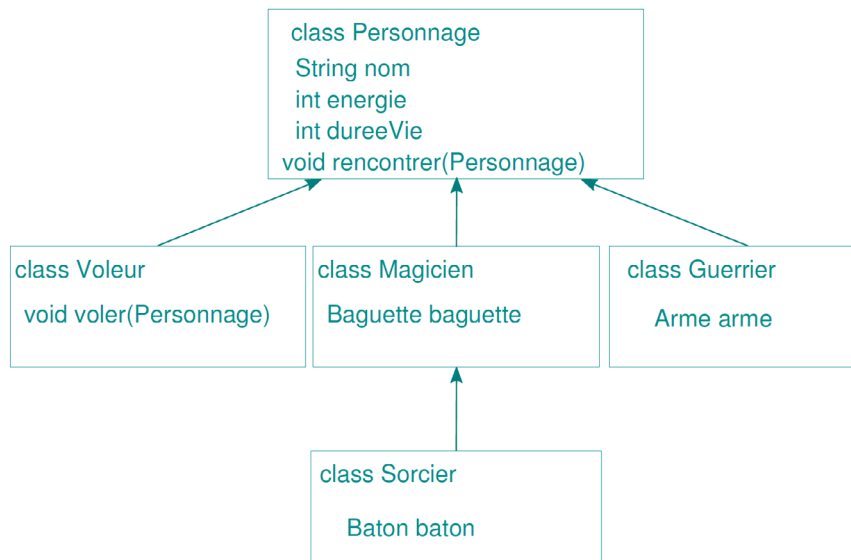 class Personnage
String nom
int energie
int dureeVie
void rencontrer(Personnage)
class Voleur
void voler(Personnage)
class Magicien
Baguette baguette
class Guerrier
Arme arme
class Sorcier
Baton baton